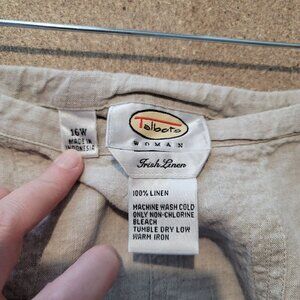 16W
MADE IN
INDONESIA
Talbots
WOMAN
Irish Linen
100% LINEN
MACHINE WASH COLD
ONLY NON-CHLORINE
BLEACH
TUMBLE DRY LOW
WARM IRON